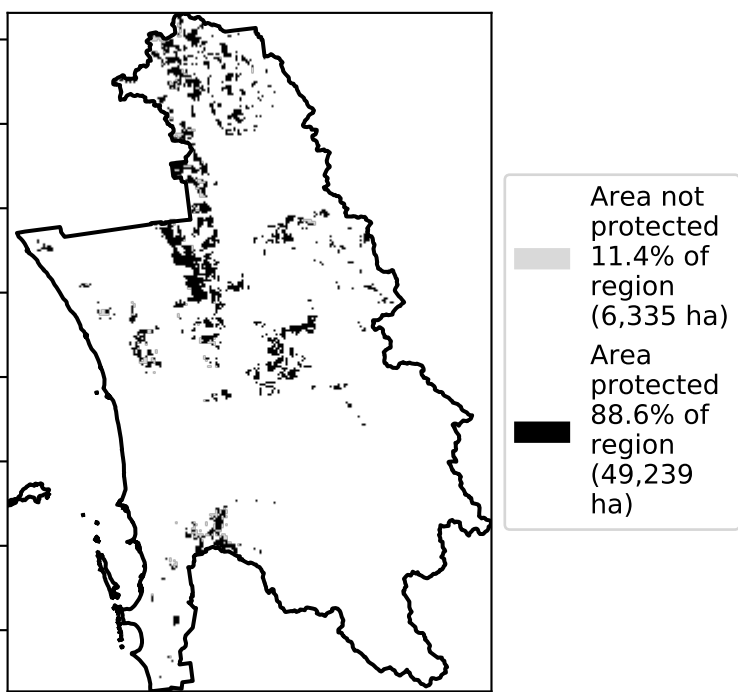 Area not
protected
11.4% of
region
(6,335 ha)
Area
protected
88.6% of
region
(49,239
ha)